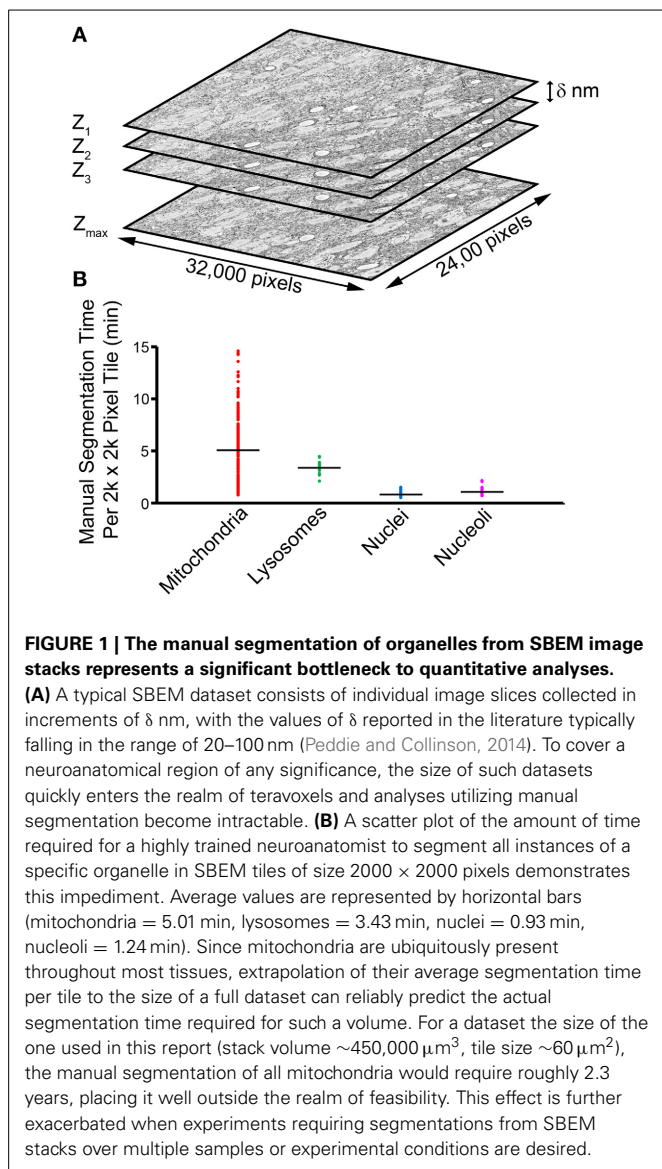 A
δ nm
Z1
Z2
Z3
Zmax
32,000 pixels
24,00 pixels
B
Manual Segmentation Time
Per 2k x 2k Pixel Tile (min)
15
10
5
0
Mitochondria
Lysosomes
Nuclei
Nucleoli
FIGURE 1 | The manual segmentation of organelles from SBEM image
stacks represents a significant bottleneck to quantitative analyses.
(A) A typical SBEM dataset consists of individual image slices collected in
increments of δ nm, with the values of δ reported in the literature typically
falling in the range of 20–100 nm (Peddie and Collinson, 2014). To cover a
neuroanatomical region of any significance, the size of such datasets
quickly enters the realm of teravoxels and analyses utilizing manual
segmentation become intractable. (B) A scatter plot of the amount of time
required for a highly trained neuroanatomist to segment all instances of a
specific organelle in SBEM tiles of size 2000 × 2000 pixels demonstrates
this impediment. Average values are represented by horizontal bars
(mitochondria = 5.01 min, lysosomes = 3.43 min, nuclei = 0.93 min,
nucleoli = 1.24 min). Since mitochondria are ubiquitously present
throughout most tissues, extrapolation of their average segmentation time
per tile to the size of a full dataset can reliably predict the actual
segmentation time required for such a volume. For a dataset the size of the
one used in this report (stack volume ~450,000 μm³, tile size ~60 μm²),
the manual segmentation of all mitochondria would require roughly 2.3
years, placing it well outside the realm of feasibility. This effect is further
exacerbated when experiments requiring segmentations from SBEM
stacks over multiple samples or experimental conditions are desired.